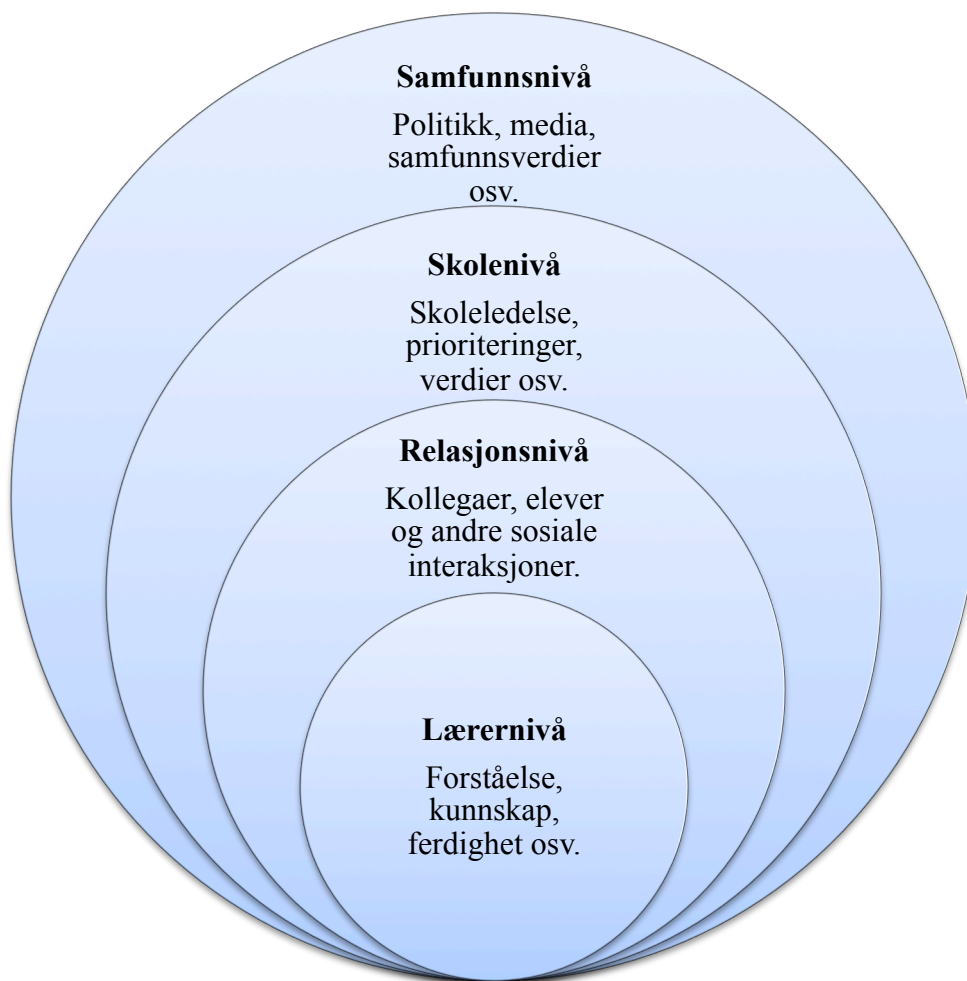 Samfunnsnivå
Politikk, media,
samfunnsverdier
osv.
Skolenivå
Skoleledelse,
prioriteringer,
verdier osv.
Relasjonsnivå
Kollegaer, elever
og andre sosiale
interaksjoner.
Lærernivå
Forståelse,
kunnskap,
ferdighet osv.